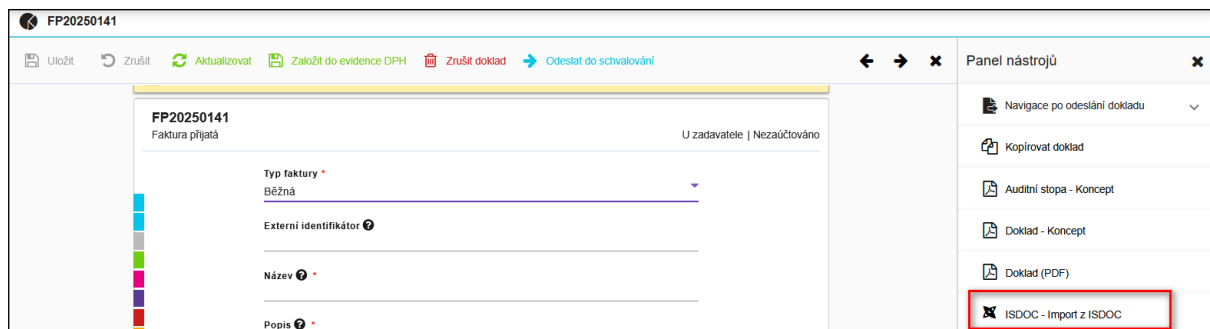 FP20250141
Uložit Zrušit Aktualizovat Založit do evidence DPH Zrušit doklad Odeslat do schvalování
Panel nástrojů
FP20250141
Faktura přijatá
U zadavatele | Nezaúčtováno
Typ faktury *
Běžná
Externí identifikátor
Název *
Popis *
Navigace po odeslání dokladu
Kopírovat doklad
Auditní stopa - Koncept
Doklad - Koncept
Doklad (PDF)
ISDOC - Import z ISDOC